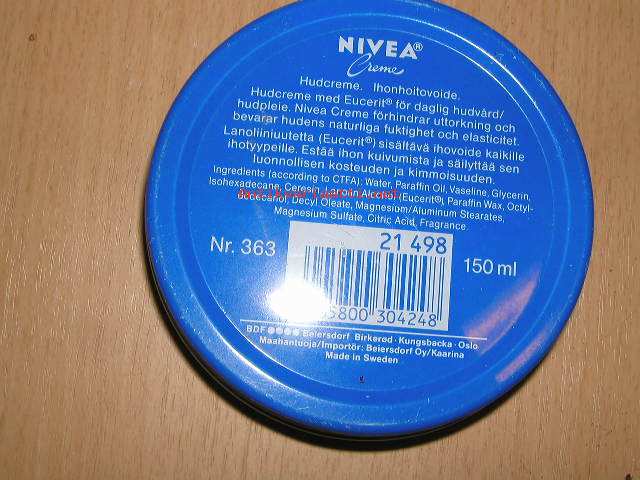 NIVEA®
Creme
Hudcreme. Ihonhoitovoide.
Hudcreme med Eucerit® för daglig hudvård/
hudpleie. Nivea Creme förhindrar uttorkning och
bevarar hudens naturliga fuktighet och elasticitet.
Lanoliiniuutetta (Eucerit®) sisältävä ihovoide kaikille
ihotyypeille. Estää ihon kuivumista ja säilyttää sen
luonnollisen kosteuden ja kimmoisuuden.
Ingredients (according to CTFA): Water, Paraffin Oil, Vaseline, Glycerin,
Isohexadecane, Ceresin, Lanolin Alcohol (Eucerit®), Paraffin Wax, Octyl-
dodecanol, Decyl Oleate, Magnesium/Aluminum Stearates,
Magnesium Sulfate, Citric Acid, Fragrance.
Nr. 363
21 498
150 ml
5800 304248
BDF Beiersdorf Birkerød · Kungsbacka · Oslo
Maahantuoja/Importör: Beiersdorf Oy/Kaarina
Made in Sweden